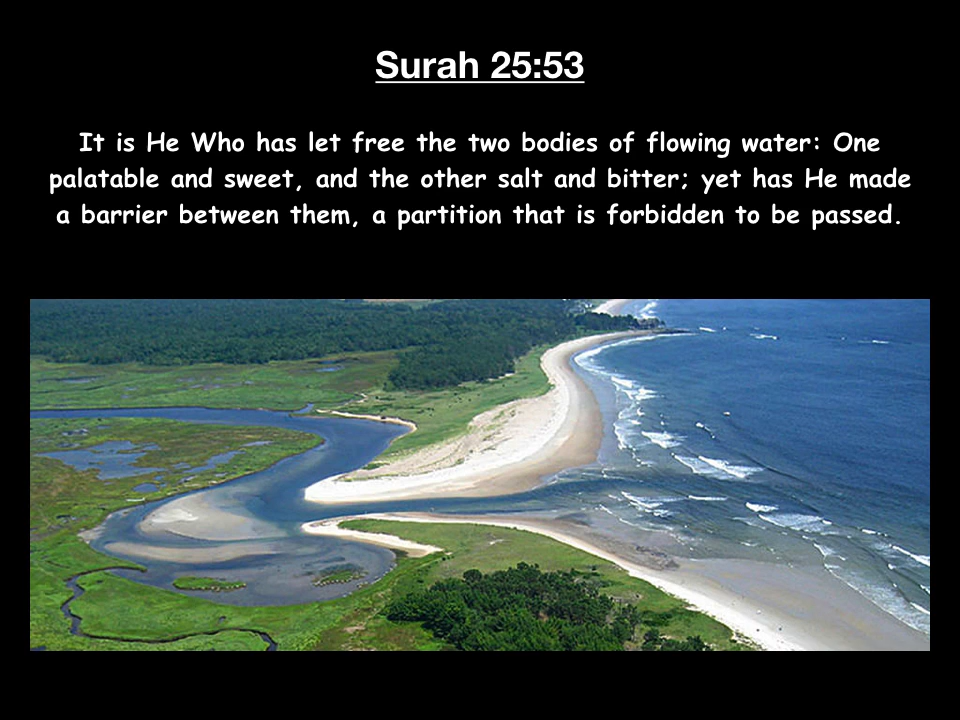 Surah 25:53
It is He Who has let free the two bodies of flowing water: One
palatable and sweet, and the other salt and bitter; yet has He made
a barrier between them, a partition that is forbidden to be passed.